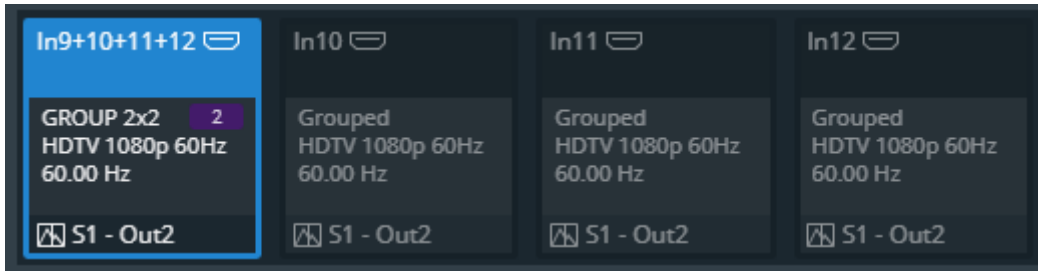 In9+10+11+12
GROUP 2x2 2
HDTV 1080p 60Hz
60.00 Hz
S1 - Out2
In10
Grouped
HDTV 1080p 60Hz
60.00 Hz
S1 - Out2
In11
Grouped
HDTV 1080p 60Hz
60.00 Hz
S1 - Out2
In12
Grouped
HDTV 1080p 60Hz
60.00 Hz
S1 - Out2